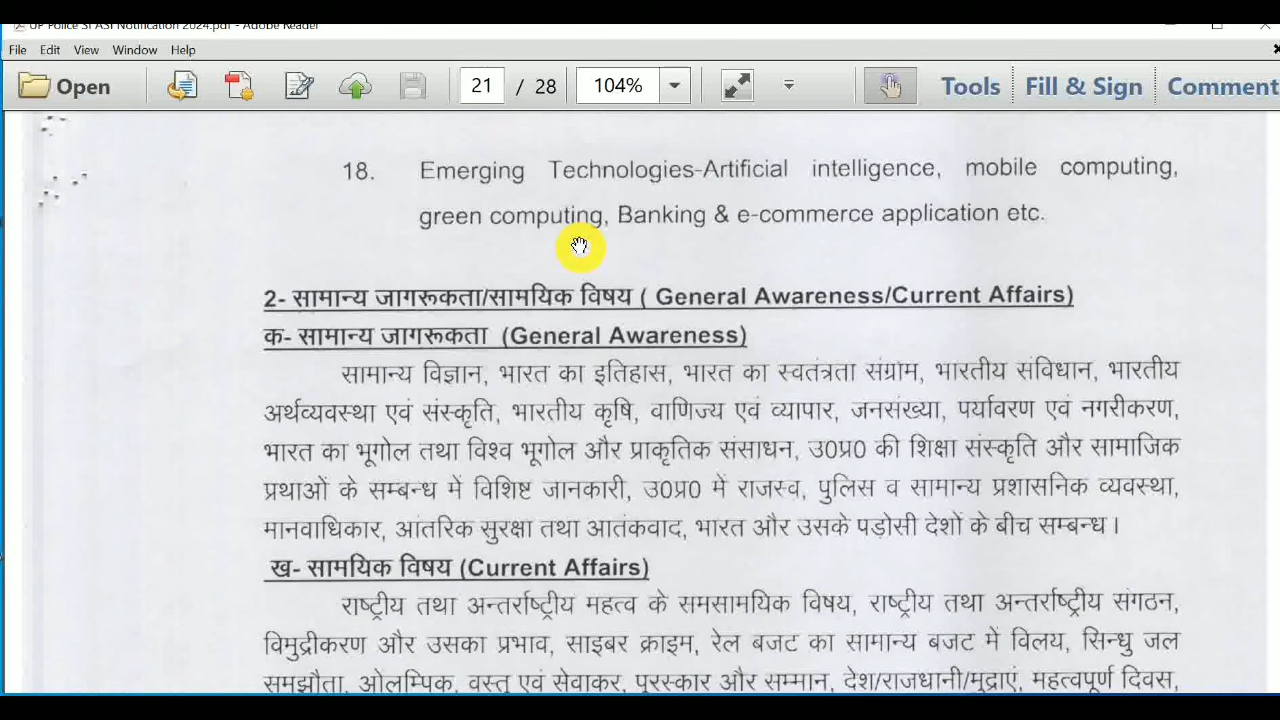 UP Police SI ASI Notification 2024.pdf - Adobe Reader
File Edit View Window Help
Open 21 / 28 104% Tools Fill & Sign Comment
18. Emerging Technologies-Artificial intelligence, mobile computing,
green computing, Banking & e-commerce application etc.
2- सामान्य जागरूकता/सामयिक विषय ( General Awareness/Current Affairs)
क- सामान्य जागरूकता (General Awareness)
सामान्य विज्ञान, भारत का इतिहास, भारत का स्वतंत्रता संग्राम, भारतीय संविधान, भारतीय
अर्थव्यवस्था एवं संस्कृति, भारतीय कृषि, वाणिज्य एवं व्यापार, जनसंख्या, पर्यावरण एवं नगरीकरण,
भारत का भूगोल तथा विश्व भूगोल और प्राकृतिक संसाधन, उ0प्र0 की शिक्षा संस्कृति और सामाजिक
प्रथाओं के सम्बन्ध में विशिष्ट जानकारी, उ0प्र0 में राजस्व, पुलिस व सामान्य प्रशासनिक व्यवस्था,
मानवाधिकार, आंतरिक सुरक्षा तथा आतंकवाद, भारत और उसके पड़ोसी देशों के बीच सम्बन्ध।
ख- सामयिक विषय (Current Affairs)
राष्ट्रीय तथा अन्तर्राष्ट्रीय महत्व के समसामयिक विषय, राष्ट्रीय तथा अन्तर्राष्ट्रीय संगठन,
विमुद्रीकरण और उसका प्रभाव, साइबर क्राइम, रेल बजट का सामान्य बजट में विलय, सिन्धु जल
समझौता, ओलम्पिक, वस्तु एवं सेवाकर, पुरस्कार और सम्मान, देश/राजधानी/मुद्राएं, महत्वपूर्ण दिवस,